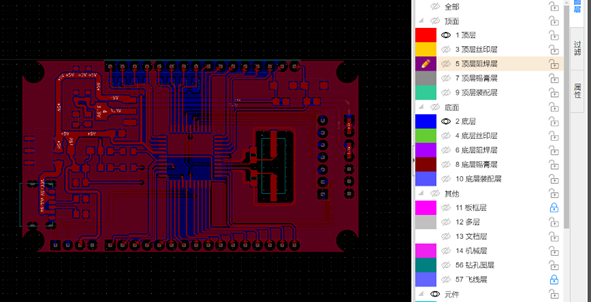 全部
顶面
1 顶层
3 顶层丝印层
5 顶层阻焊层
7 顶层锡膏层
9 顶层装配层
底面
2 底层
4 底层丝印层
6 底层阻焊层
8 底层锡膏层
10 底层装配层
其他
11 板框层
12 多层
13 文档层
14 机械层
56 钻孔图层
57 飞线层
元件
图层
过滤
属性
+5V